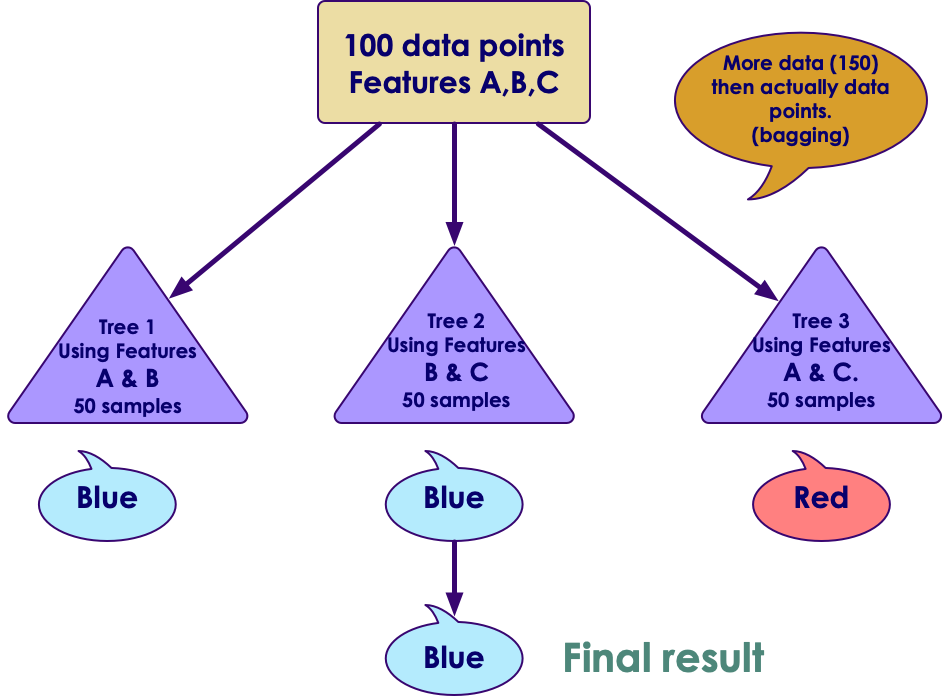 100 data points
Features A,B,C
More data (150)
then actually data
points.
(bagging)
Tree 1
Using Features
A & B
50 samples
Tree 2
Using Features
B & C
50 samples
Tree 3
Using Features
A & C.
50 samples
Blue
Blue
Red
Blue
Final result